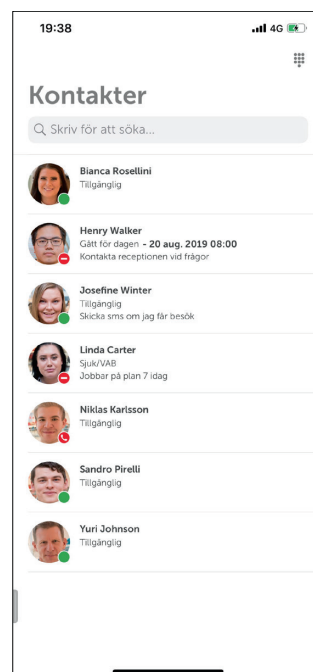 19:38
4G
Kontakter
Skriv för att söka...
Bianca Rosellini
Tillgänglig
Henry Walker
Gått för dagen - 20 aug. 2019 08:00
Kontakta receptionen vid frågor
Josefine Winter
Tillgänglig
Skicka sms om jag får besök
Linda Carter
Sjuk/VAB
Jobbar på plan 7 idag
Niklas Karlsson
Tillgänglig
Sandro Pirelli
Tillgänglig
Yuri Johnson
Tillgänglig